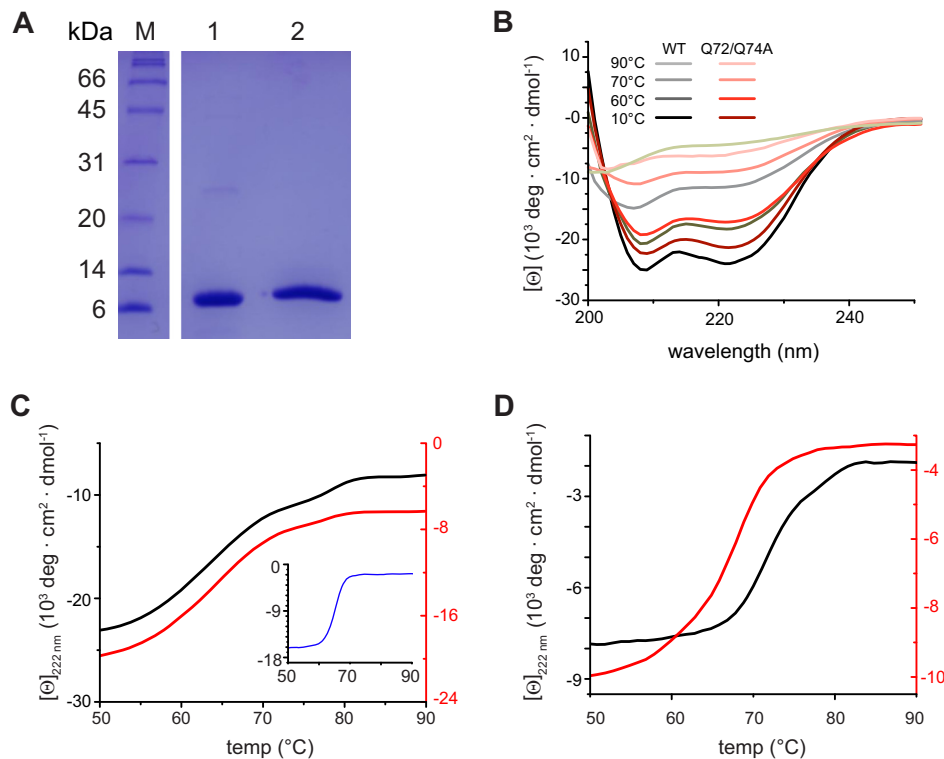 A
kDa M 1 2
66
45
31
20
14
6
B
WT Q72/Q74A
90°C
70°C
60°C
10°C
10
-0
-10
-20
-30
[Θ] (10³ deg · cm² · dmol⁻¹)
200 220 240
wavelength (nm)
C
-10
-20
-30
[Θ]222 nm (10³ deg · cm² · dmol⁻¹)
0
-8
-16
-24
0
-9
-18
50 70 90
50 60 70 80 90
temp (°C)
D
-3
-6
-9
[Θ]222 nm (10³ deg · cm² · dmol⁻¹)
-4
-6
-8
-10
50 60 70 80 90
temp (°C)